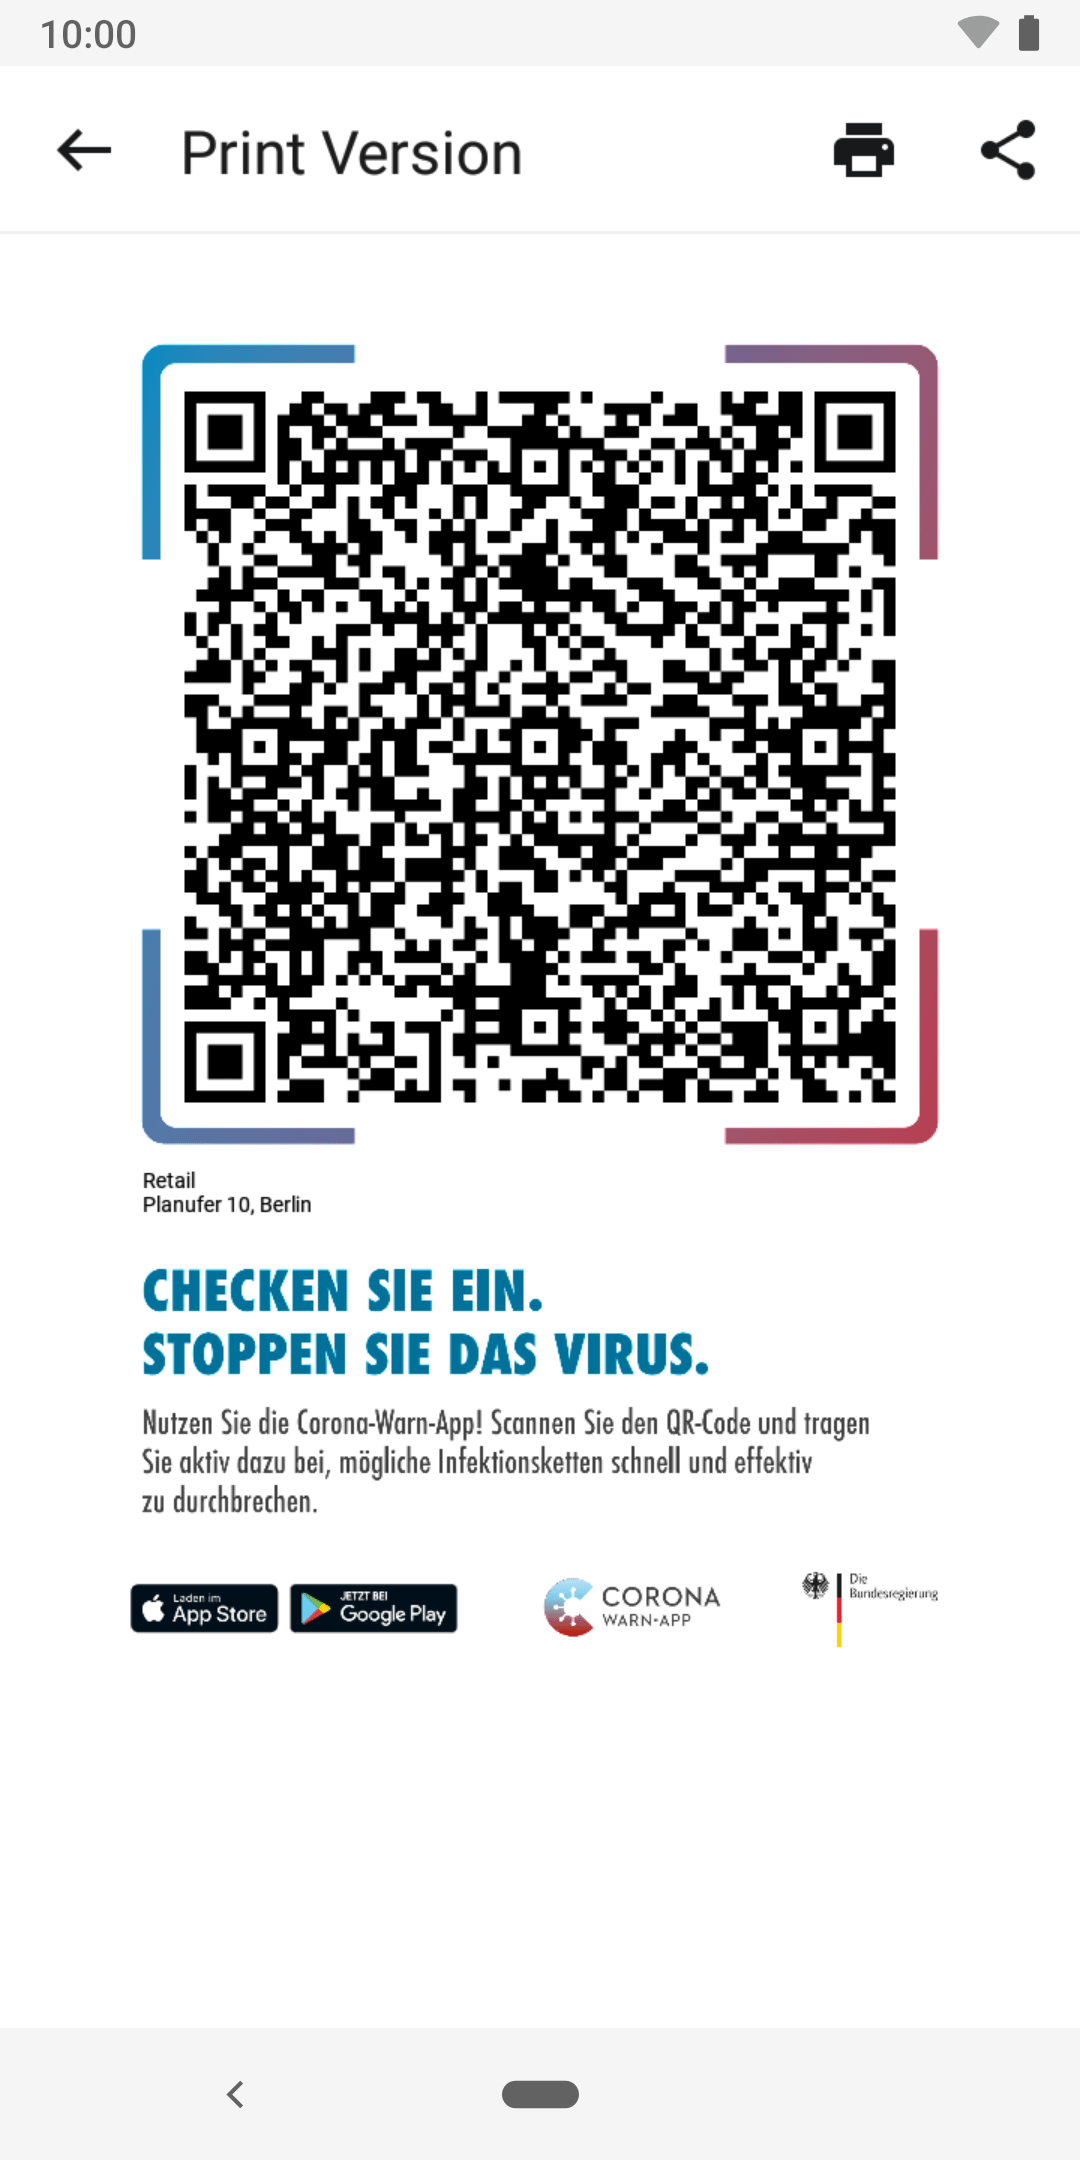 10:00
Print Version
Retail
Planufer 10, Berlin
CHECKEN SIE EIN.
STOPPEN SIE DAS VIRUS.
Nutzen Sie die Corona-Warn-App! Scannen Sie den QR-Code und tragen
Sie aktiv dazu bei, mögliche Infektionsketten schnell und effektiv
zu durchbrechen.
Laden im
App Store
JETZT BEI
Google Play
CORONA
WARN-APP
Die
Bundesregierung